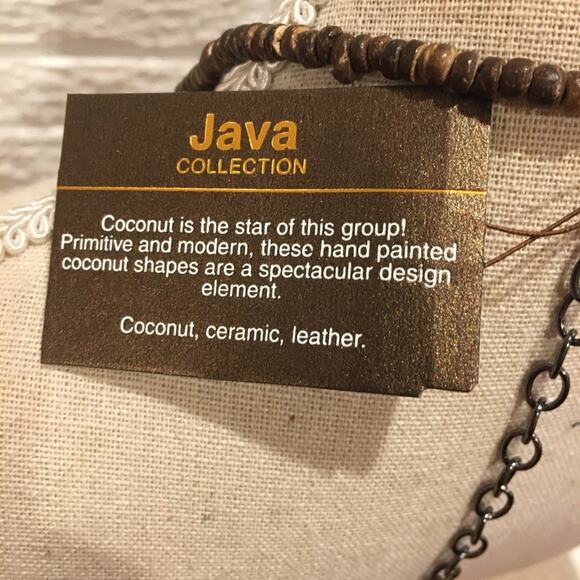 Java
COLLECTION
Coconut is the star of this group!
Primitive and modern, these hand painted
coconut shapes are a spectacular design
element.
Coconut, ceramic, leather.